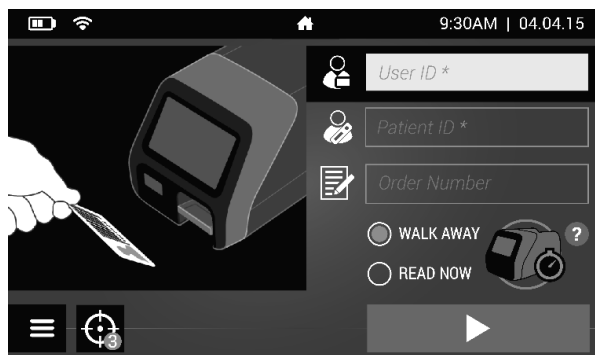 9:30AM | 04.04.15
User ID *
Patient ID *
Order Number
WALK AWAY
?
READ NOW
3